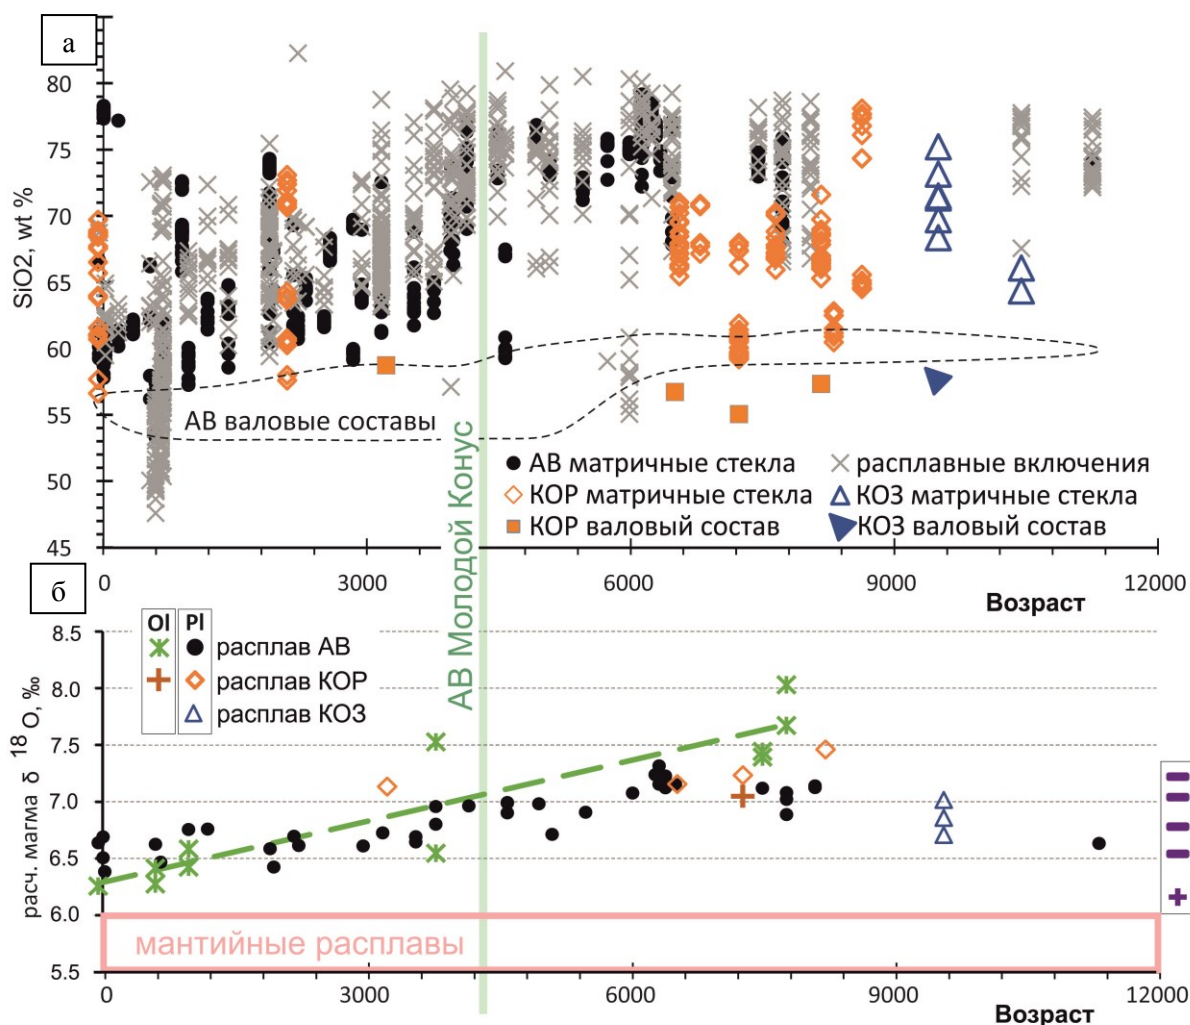 а
SiO2, wt %
80
75
70
65
60
55
50
45
АВ валовые составы
АВ матричные стекла
расплавные включения
КОР матричные стекла
КОЗ матричные стекла
КОР валовый состав
КОЗ валовый состав
0 3000 6000 9000 12000
Возраст
АВ Молодой Конус
б
расч. магма δ 18O, ‰
8.5
8.0
7.5
7.0
6.5
6.0
5.5
Ol Pl
расплав АВ
расплав КОР
расплав КОЗ
мантийные расплавы
0 3000 6000 9000 12000
Возраст